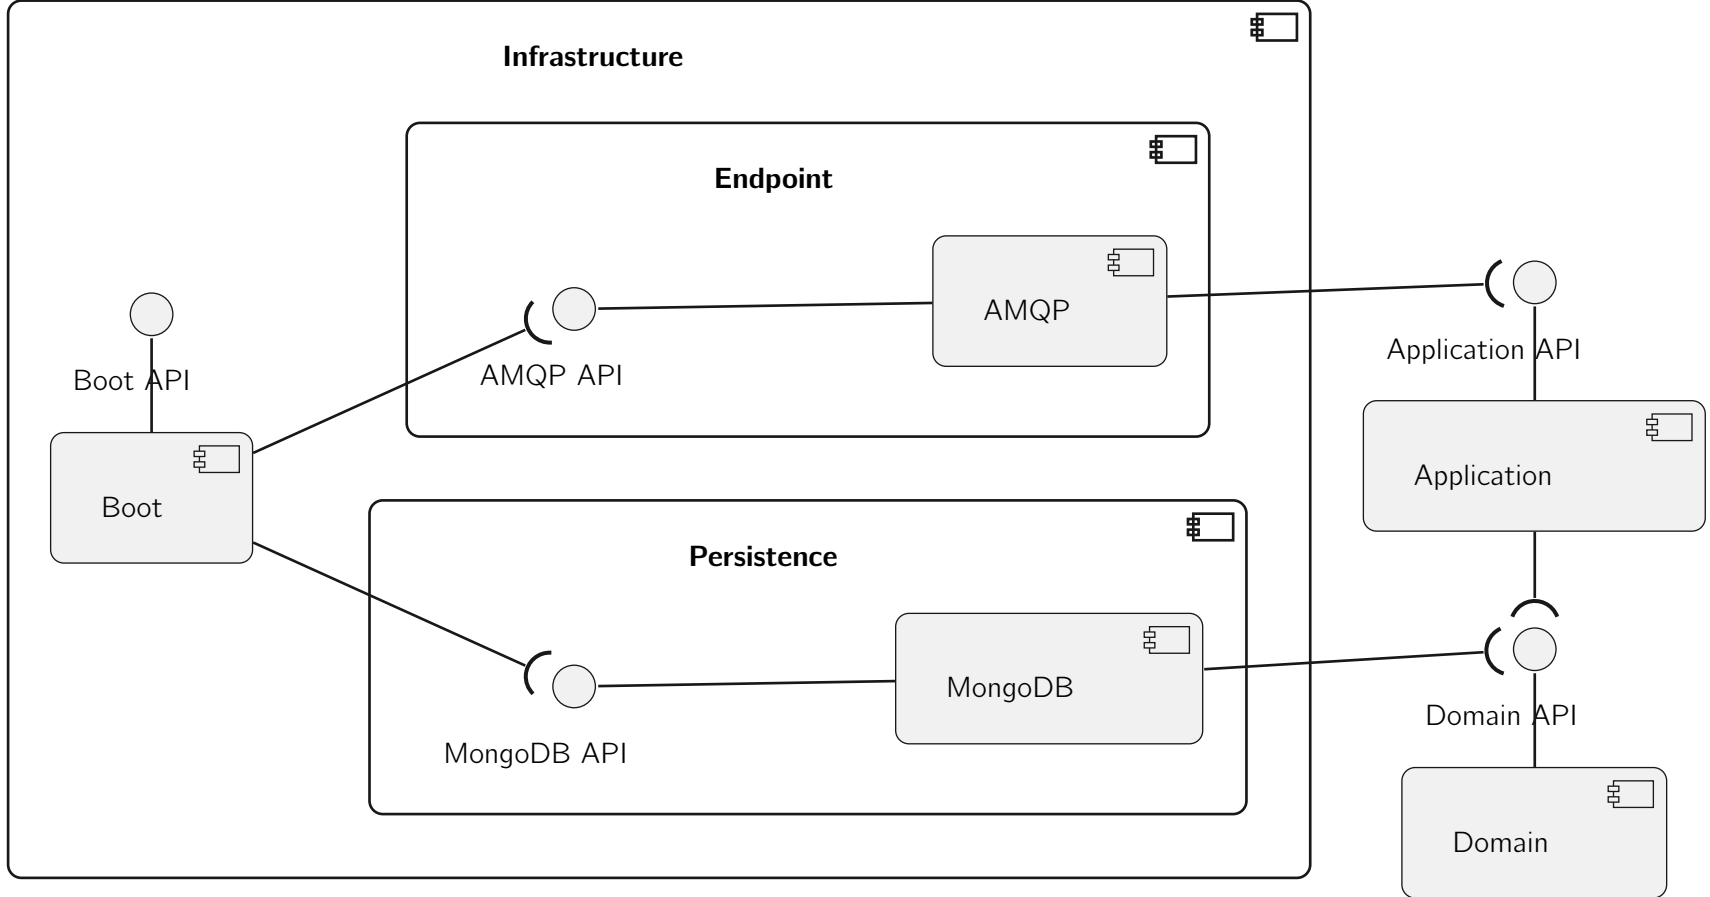 Infrastructure
Endpoint
AMQP
AMQP API
Application API
Boot API
Application
Boot
Persistence
MongoDB
Domain API
MongoDB API
Domain